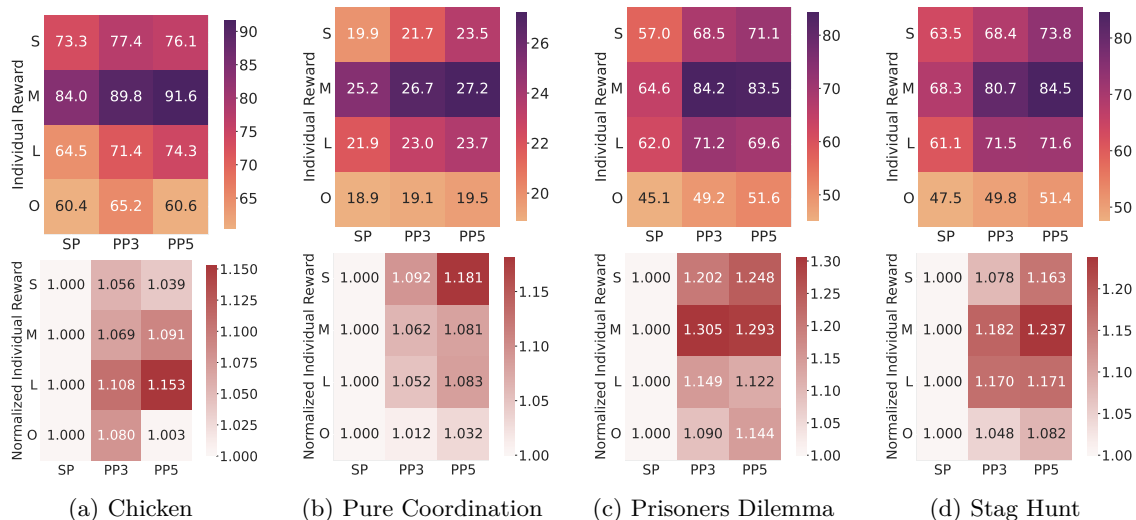 Individual Reward
S 73.3 77.4 76.1
M 84.0 89.8 91.6
L 64.5 71.4 74.3
O 60.4 65.2 60.6
SP PP3 PP5
90
85
80
75
70
65
Normalized Individual Reward
S 1.000 1.056 1.039
M 1.000 1.069 1.091
L 1.000 1.108 1.153
O 1.000 1.080 1.003
SP PP3 PP5
1.150
1.125
1.100
1.075
1.050
1.025
1.000
(a) Chicken
Individual Reward
S 19.9 21.7 23.5
M 25.2 26.7 27.2
L 21.9 23.0 23.7
O 18.9 19.1 19.5
SP PP3 PP5
26
24
22
20
Normalized Individual Reward
S 1.000 1.092 1.181
M 1.000 1.062 1.081
L 1.000 1.052 1.083
O 1.000 1.012 1.032
SP PP3 PP5
1.15
1.10
1.05
1.00
(b) Pure Coordination
Individual Reward
S 57.0 68.5 71.1
M 64.6 84.2 83.5
L 62.0 71.2 69.6
O 45.1 49.2 51.6
SP PP3 PP5
80
70
60
50
Normalized Individual Reward
S 1.000 1.202 1.248
M 1.000 1.305 1.293
L 1.000 1.149 1.122
O 1.000 1.090 1.144
SP PP3 PP5
1.30
1.25
1.20
1.15
1.10
1.05
1.00
(c) Prisoners Dilemma
Individual Reward
S 63.5 68.4 73.8
M 68.3 80.7 84.5
L 61.1 71.5 71.6
O 47.5 49.8 51.4
SP PP3 PP5
80
70
60
50
Normalized Individual Reward
S 1.000 1.078 1.163
M 1.000 1.182 1.237
L 1.000 1.170 1.171
O 1.000 1.048 1.082
SP PP3 PP5
1.20
1.15
1.10
1.05
1.00
(d) Stag Hunt